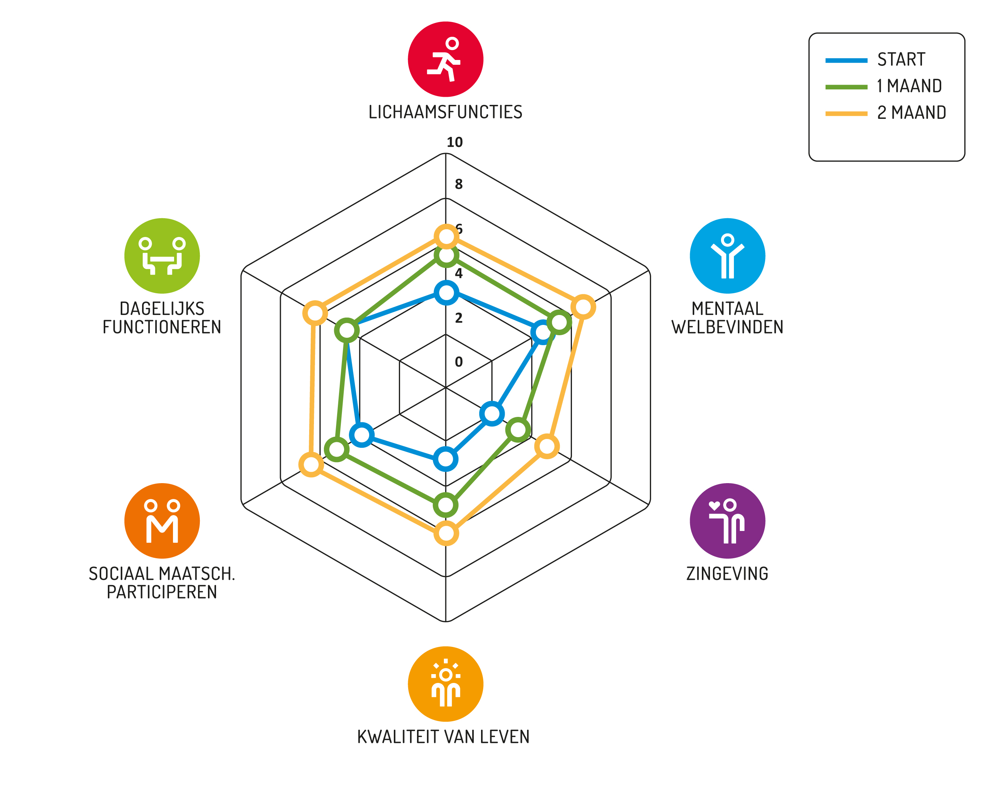 LICHAAMSFUNCTIES
START
1 MAAND
2 MAAND
10
8
6
4
2
0
DAGELIJKS
FUNCTIONEREN
MENTAAL
WELBEVINDEN
SOCIAAL MAATSCH.
PARTICIPEREN
ZINGEVING
KWALITEIT VAN LEVEN